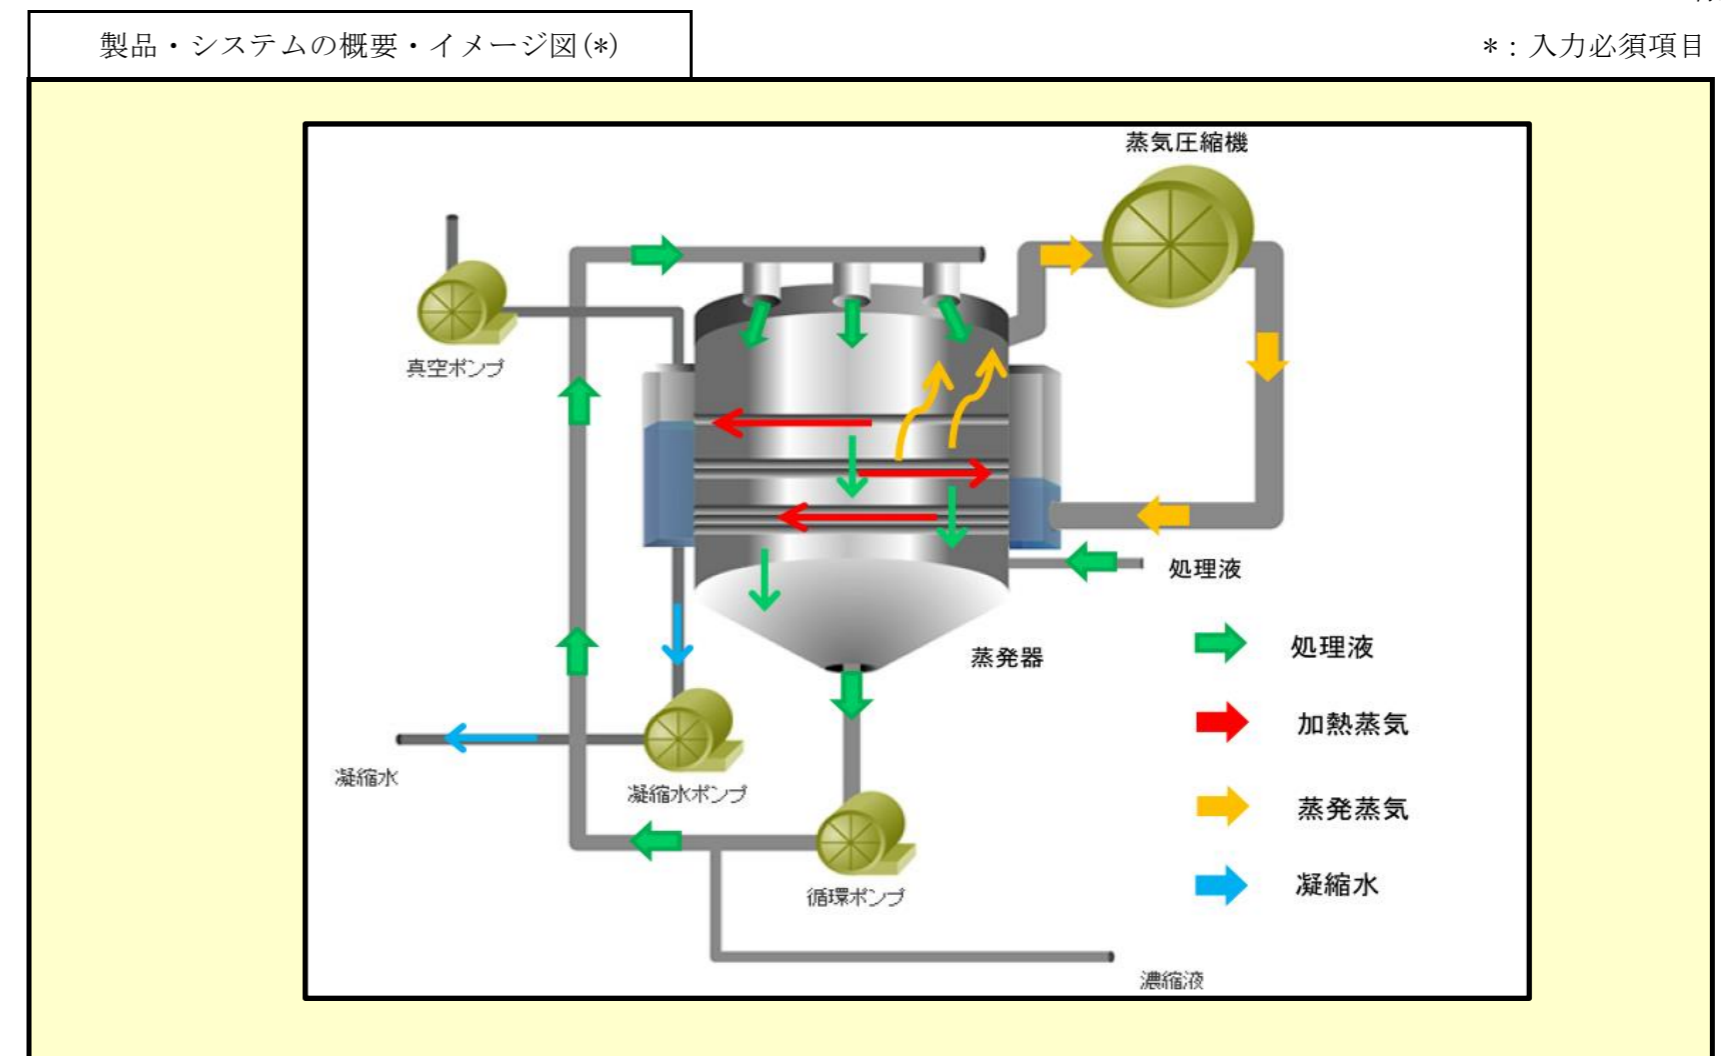 製品・システムの概要・イメージ図(*)
*：入力必須項目
蒸気圧縮機
真空ポンプ
処理液
蒸発器
処理液
加熱蒸気
凝縮水
凝縮水ポンプ
蒸発蒸気
凝縮水
循環ポンプ
濃縮液